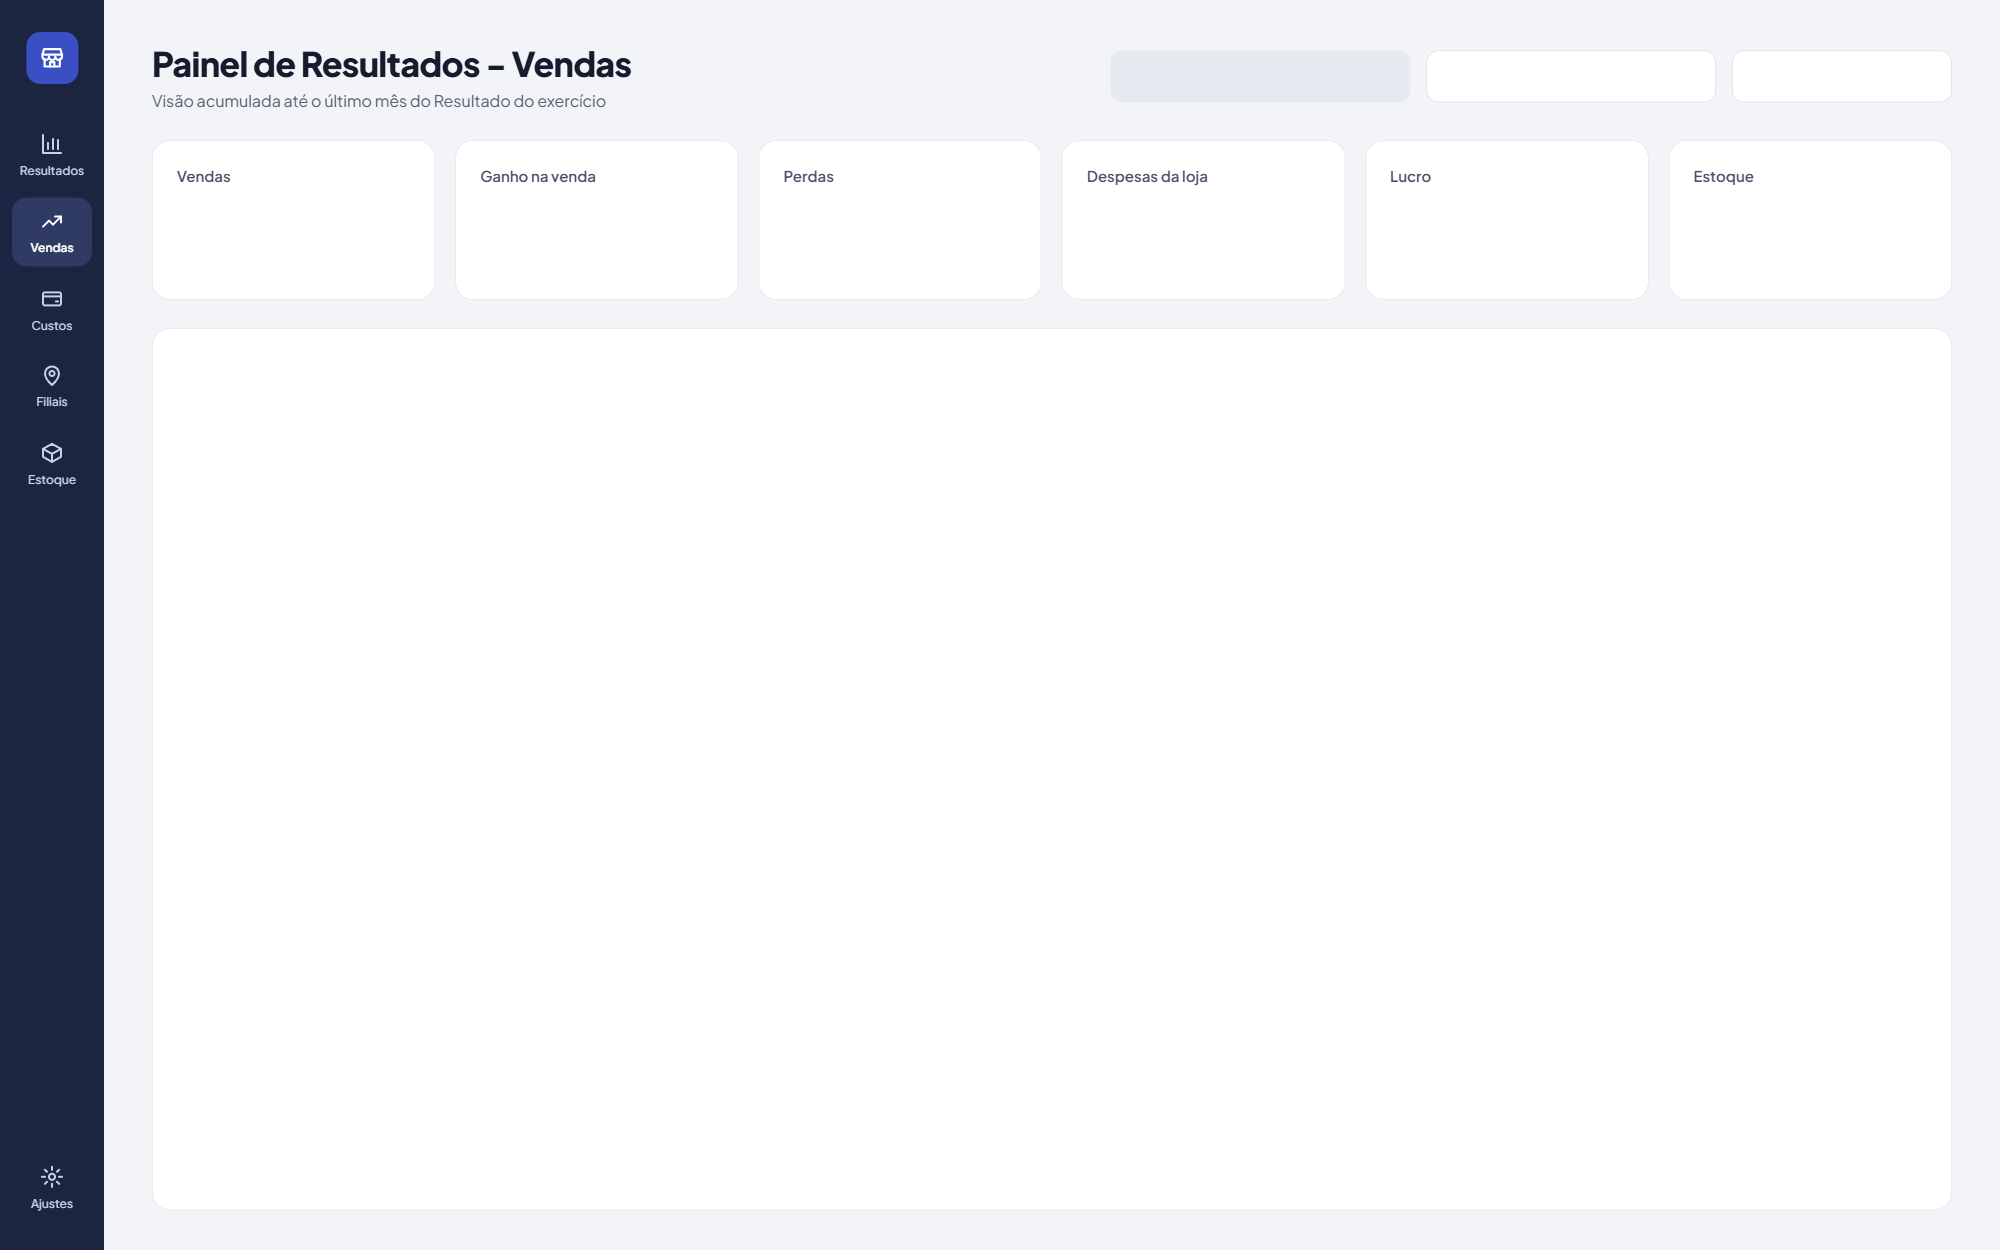 Painel de Resultados – Vendas
Visão acumulada até o último mês do Resultado do exercício
Resultados
Vendas
Custos
Filiais
Estoque
Ajustes
Vendas
Ganho na venda
Perdas
Despesas da loja
Lucro
Estoque